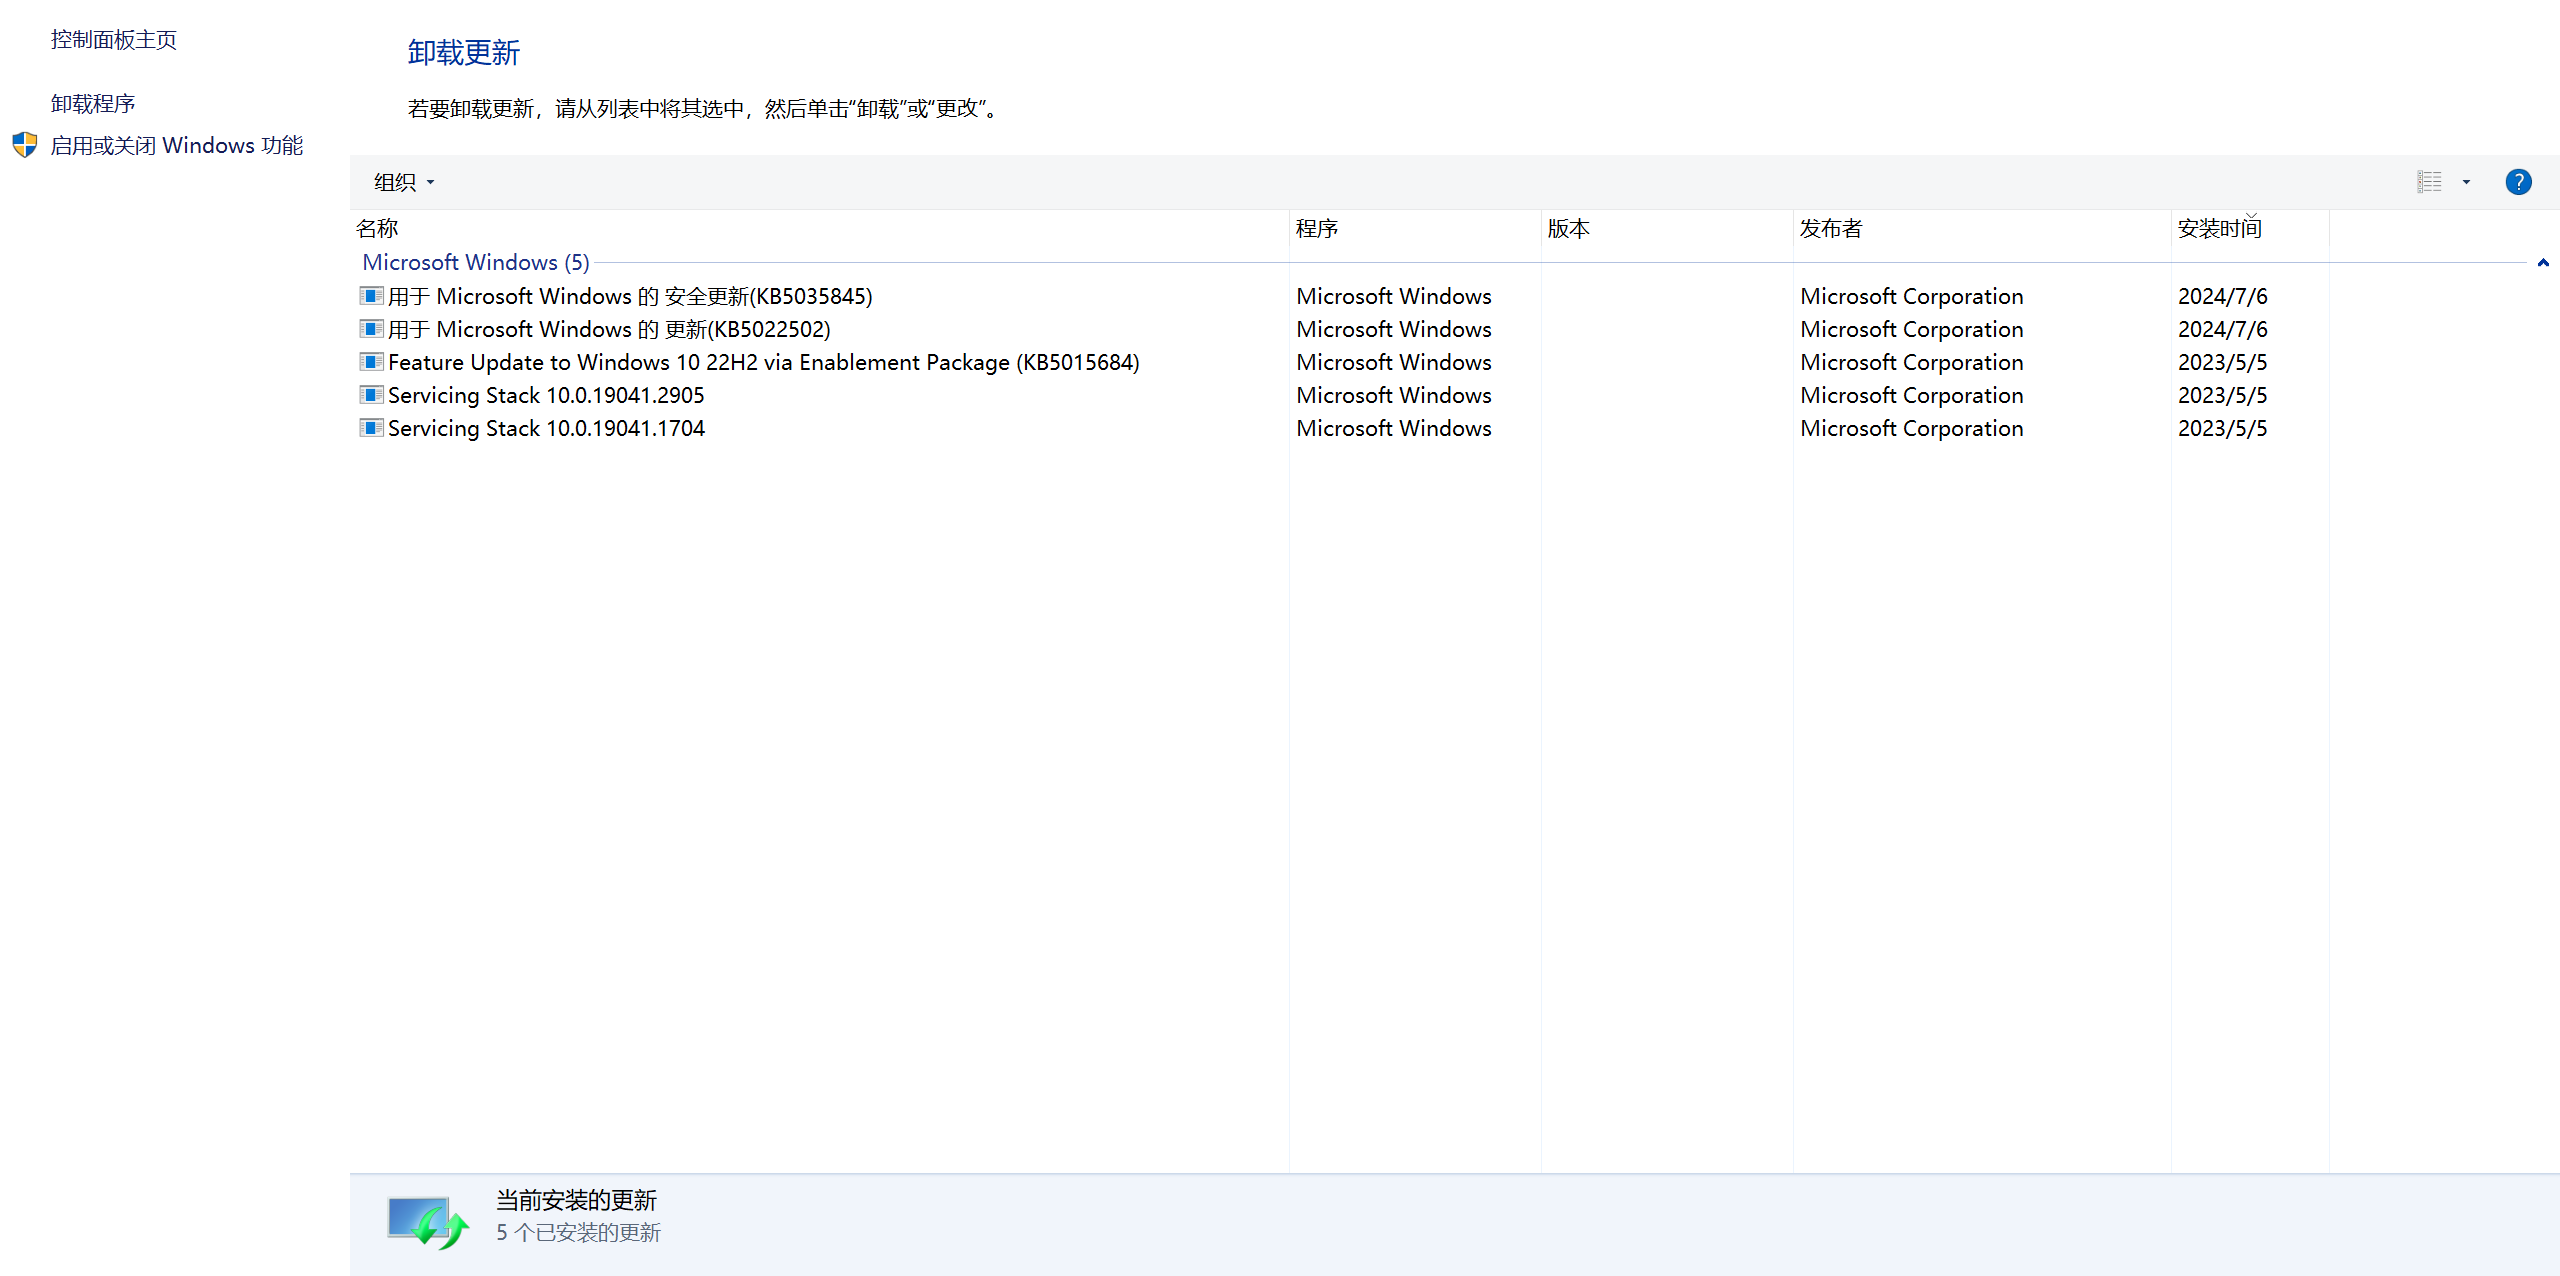 控制面板主页
卸载程序
启用或关闭 Windows 功能
卸载更新
若要卸载更新，请从列表中将其选中，然后单击“卸载”或“更改”。
组织
?
名称 程序 版本 发布者 安装时间
Microsoft Windows (5)
用于 Microsoft Windows 的 安全更新(KB5035845) Microsoft Windows Microsoft Corporation 2024/7/6
用于 Microsoft Windows 的 更新(KB5022502) Microsoft Windows Microsoft Corporation 2024/7/6
Feature Update to Windows 10 22H2 via Enablement Package (KB5015684) Microsoft Windows Microsoft Corporation 2023/5/5
Servicing Stack 10.0.19041.2905 Microsoft Windows Microsoft Corporation 2023/5/5
Servicing Stack 10.0.19041.1704 Microsoft Windows Microsoft Corporation 2023/5/5
当前安装的更新
5 个已安装的更新